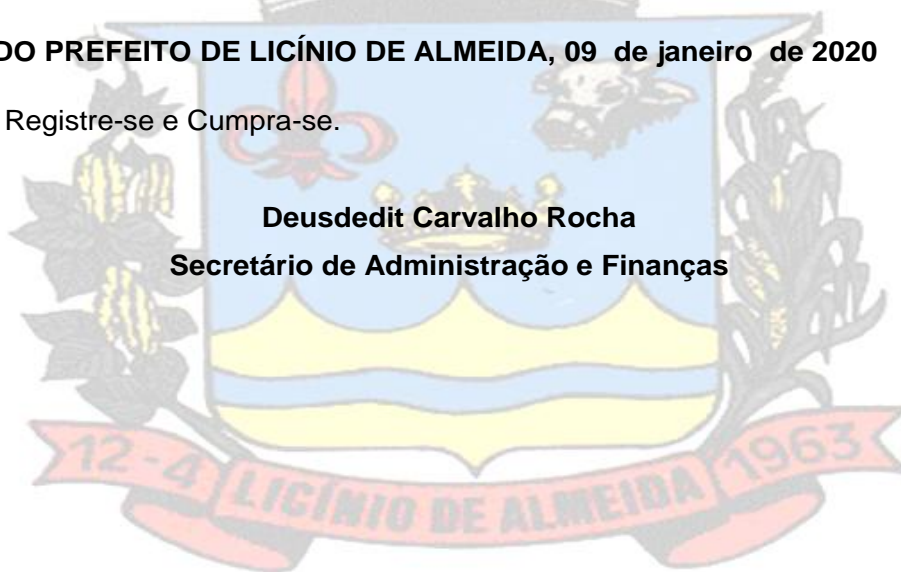 DO PREFEITO DE LICÍNIO DE ALMEIDA, 09 de janeiro de 2020
Registre-se e Cumpra-se.
Deusdedit Carvalho Rocha
Secretário de Administração e Finanças
12-4 LICÍNIO DE ALMEIDA 1963